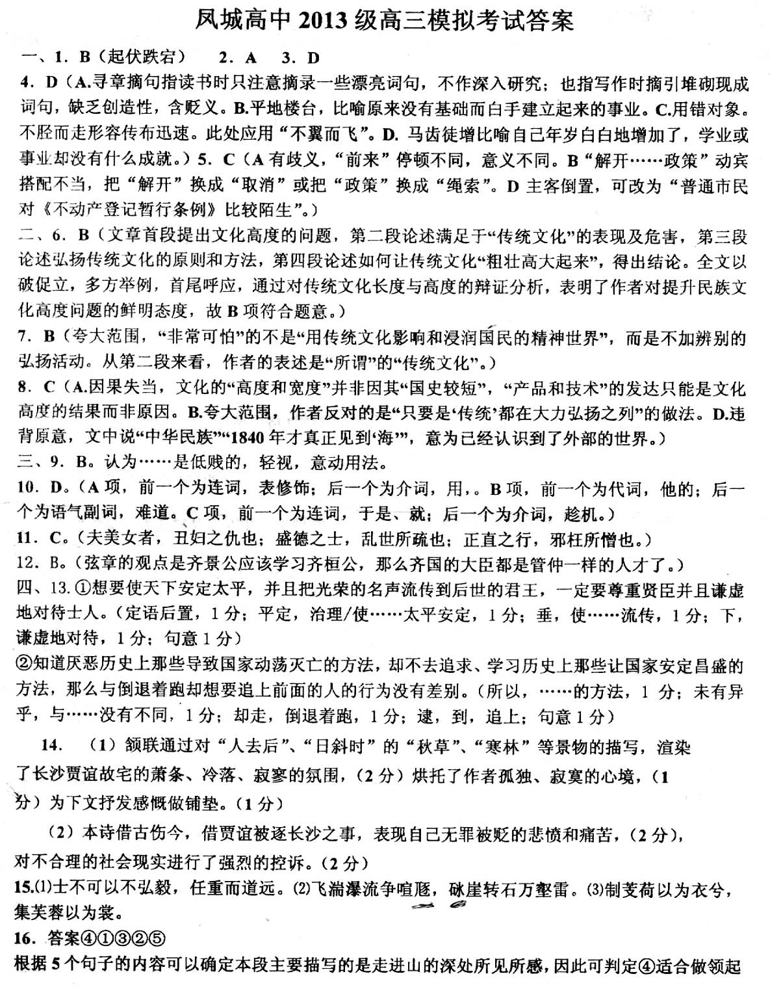 凤城高中 2013 级高三模拟考试答案
一、1．B（起伏跌宕）　2．A　3．D
4．D（A.寻章摘句指读书时只注意摘录一些漂亮词句，不作深入研究；也指写作时摘引堆砌现成
词句，缺乏创造性，含贬义。B.平地楼台，比喻原来没有基础而白手建立起来的事业。C.用错对象。
不胫而走形容传布迅速。此处应用“不翼而飞”。D. 马齿徒增比喻自己年岁白白地增加了，学业或
事业却没有什么成就。）5．C（A 有歧义，“前来”停顿不同，意义不同。B“解开……政策”动宾
搭配不当，把“解开”换成“取消”或把“政策”换成“绳索”。D 主客倒置，可改为“普通市民
对《不动产登记暂行条例》比较陌生”。）
二、6．B（文章首段提出文化高度的问题，第二段论述满足于“传统文化”的表现及危害，第三段
论述弘扬传统文化的原则和方法，第四段论述如何让传统文化“粗壮高大起来”，得出结论。全文以
破促立，多方举例，首尾呼应，通过对传统文化长度与高度的辩证分析，表明了作者对提升民族文
化高度问题的鲜明态度，故 B 项符合题意。）
7．B（夸大范围，“非常可怕”的不是“用传统文化影响和浸润国民的精神世界”，而是不加辨别的
弘扬活动。从第二段来看，作者的表述是“所谓”的“传统文化”。）
8．C（A.因果失当，文化的“高度和宽度”并非因其“国史较短”，“产品和技术”的发达只能是文化
高度的结果而非原因。B.夸大范围，作者反对的是“只要是‘传统’都在大力弘扬之列”的做法。D.违
背原意，文中说“中华民族”“1840 年才真正见到‘海’”，意为已经认识到了外部的世界。）
三、9．B。认为……是低贱的，轻视，意动用法。
10．D。（A 项，前一个为连词，表修饰；后一个为介词，用，。B 项，前一个为代词，他的；后一
个为语气副词，难道。C 项，前一个为连词，于是、就；后一个为介词，趁机。）
11．C。（夫美女者，丑妇之仇也；盛德之士，乱世所疏也；正直之行，邪枉所憎也。）
12．B。（弦章的观点是齐景公应该学习齐桓公，那么齐国的大臣都是管仲一样的人才了。）
四、13.①想要使天下安定太平，并且把光荣的名声流传到后世的君王，一定要尊重贤臣并且谦虚
地对待士人。（定语后置，1 分；平定，治理/使……太平安定，1 分；垂，使……流传，1 分；下，
谦虚地对待，1 分；句意 1 分）
②知道厌恶历史上那些导致国家动荡灭亡的方法，却不去追求、学习历史上那些让国家安定昌盛的
方法，那么与倒退着跑却想要追上前面的人的行为没有差别。（所以，……的方法，1 分；未有异
乎，与……没有不同，1 分；却走，倒退着跑，1 分；逮，到，追上；句意 1 分）
14．（1）颔联通过对“人去后”、“日斜时”的“秋草”、“寒林”等景物的描写，渲染
了长沙贾谊故宅的萧条、冷落、寂寥的氛围，（2 分）烘托了作者孤独、寂寞的心境，（1
分）为下文抒发感慨做铺垫。（1 分）
（2）本诗借古伤今，借贾谊被逐长沙之事，表现自己无罪被贬的悲愤和痛苦，（2 分），
对不合理的社会现实进行了强烈的控诉。（2 分）
15.⑴士不可以不弘毅，任重而道远。⑵飞湍瀑流争喧豗，砯崖转石万壑雷。⑶制芰荷以为衣兮，
集芙蓉以为裳。
16．答案④①③②⑤
根据 5 个句子的内容可以确定本段主要描写的是走进山的深处所见所感，因此可判定④适合做领起